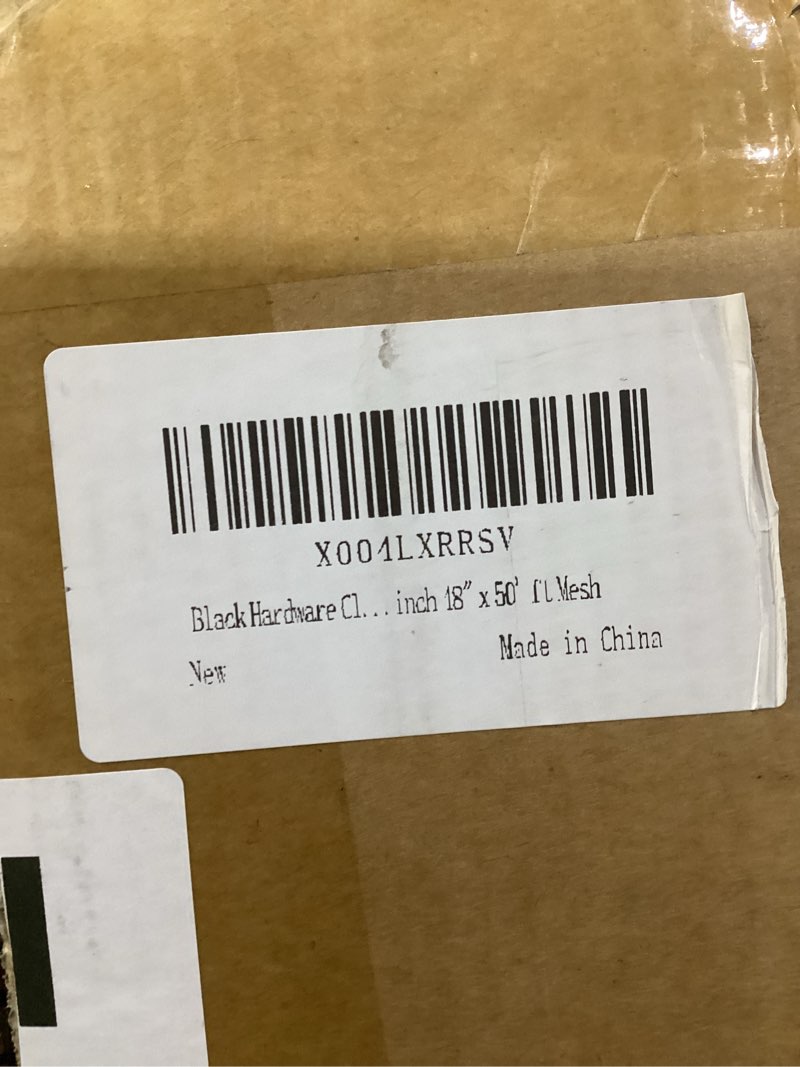 X001LXRRSV
Black Hardware Cl... inch 18" x 50' ft Mesh
New
Made in China